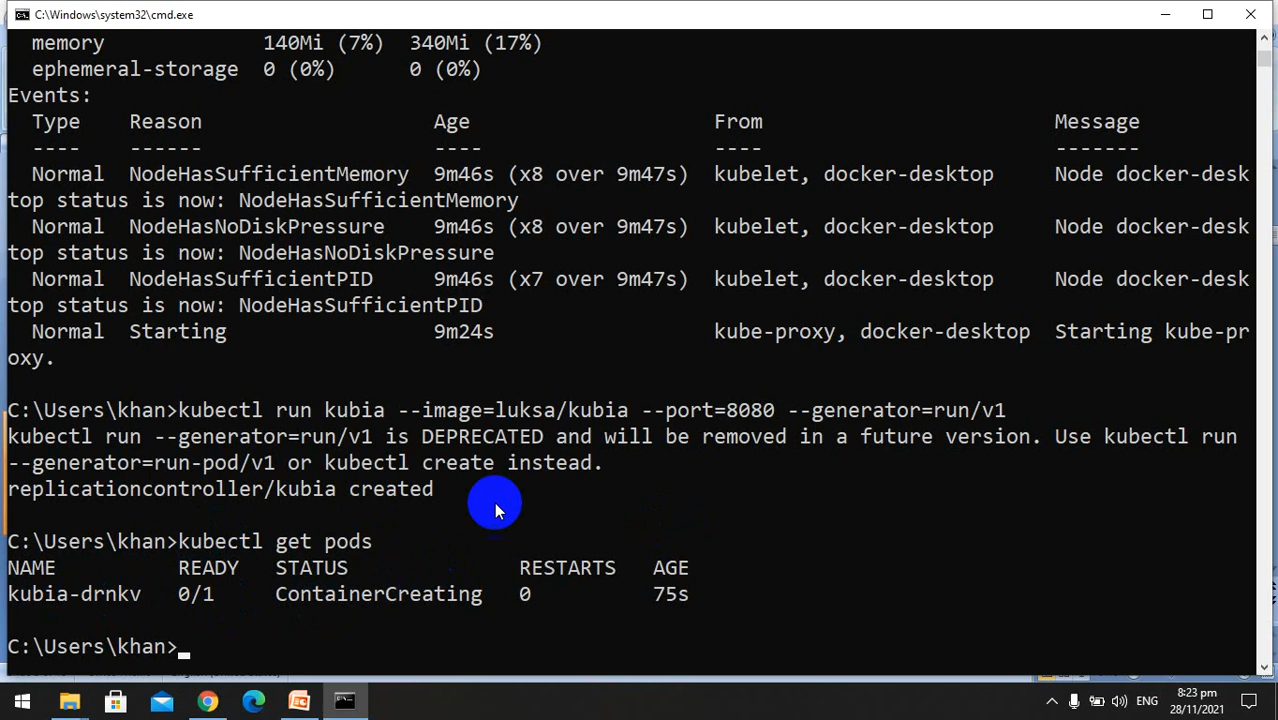 C:\Windows\system32\cmd.exe
memory 140Mi (7%) 340Mi (17%)
ephemeral-storage 0 (0%) 0 (0%)
Events:
Type Reason Age From Message
---- ------ ---- ---- -------
Normal NodeHasSufficientMemory 9m46s (x8 over 9m47s) kubelet, docker-desktop Node docker-desk
top status is now: NodeHasSufficientMemory
Normal NodeHasNoDiskPressure 9m46s (x8 over 9m47s) kubelet, docker-desktop Node docker-desk
top status is now: NodeHasNoDiskPressure
Normal NodeHasSufficientPID 9m46s (x7 over 9m47s) kubelet, docker-desktop Node docker-desk
top status is now: NodeHasSufficientPID
Normal Starting 9m24s kube-proxy, docker-desktop Starting kube-pr
oxy.
C:\Users\khan>kubectl run kubia --image=luksa/kubia --port=8080 --generator=run/v1
kubectl run --generator=run/v1 is DEPRECATED and will be removed in a future version. Use kubectl run
--generator=run-pod/v1 or kubectl create instead.
replicationcontroller/kubia created
C:\Users\khan>kubectl get pods
NAME READY STATUS RESTARTS AGE
kubia-drnkv 0/1 ContainerCreating 0 75s
C:\Users\khan>
ENG
8:23 pm
28/11/2021